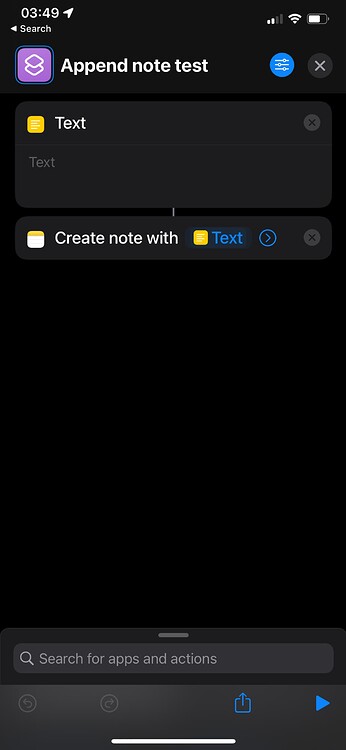 03:49
◀ Search
Append note test
Text
Text
Create note with Text
Search for apps and actions